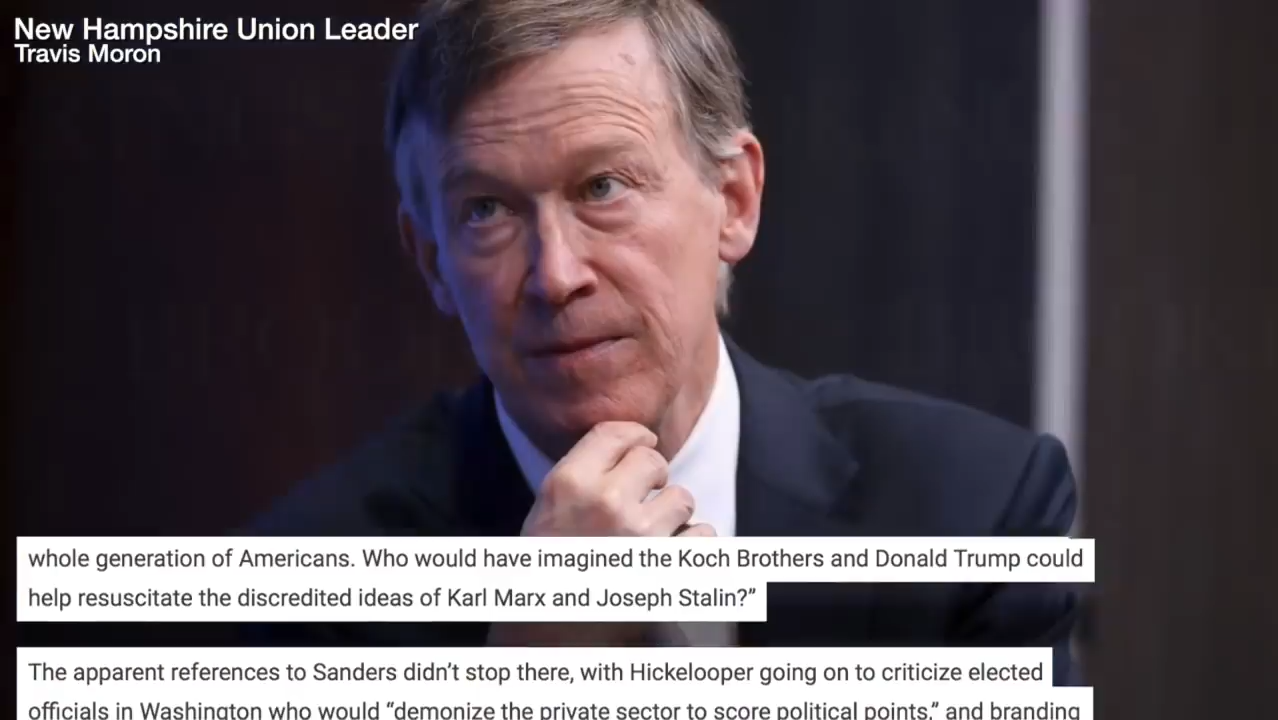 New Hampshire Union Leader
Travis Moron
whole generation of Americans. Who would have imagined the Koch Brothers and Donald Trump could
help resuscitate the discredited ideas of Karl Marx and Joseph Stalin?”
The apparent references to Sanders didn’t stop there, with Hickelooper going on to criticize elected
officials in Washington who would “demonize the private sector to score political points,” and branding